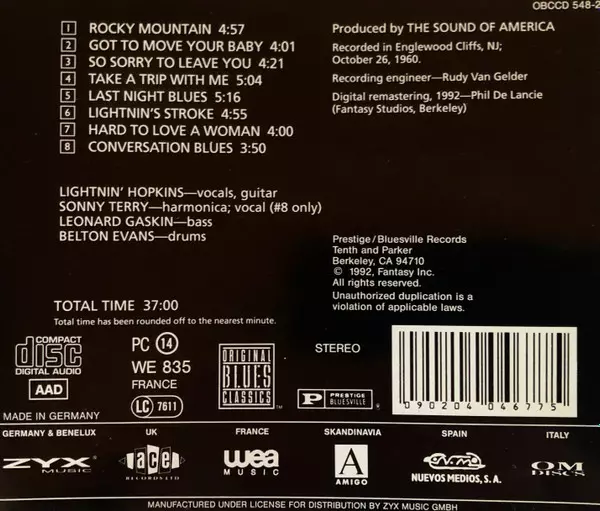 OBCCD 548-2
1 ROCKY MOUNTAIN 4:57
2 GOT TO MOVE YOUR BABY 4:01
3 SO SORRY TO LEAVE YOU 4:21
4 TAKE A TRIP WITH ME 5:04
5 LAST NIGHT BLUES 5:16
6 LIGHTNIN'S STROKE 4:55
7 HARD TO LOVE A WOMAN 4:00
8 CONVERSATION BLUES 3:50
Produced by THE SOUND OF AMERICA
Recorded in Englewood Cliffs, NJ;
October 26, 1960.
Recording engineer—Rudy Van Gelder
Digital remastering, 1992—Phil De Lancie
(Fantasy Studios, Berkeley)
LIGHTNIN' HOPKINS—vocals, guitar
SONNY TERRY—harmonica; vocal (#8 only)
LEONARD GASKIN—bass
BELTON EVANS—drums
Prestige/Bluesville Records
Tenth and Parker
Berkeley, CA 94710
© 1992, Fantasy Inc.
All rights reserved.
Unauthorized duplication is a
violation of applicable laws.
TOTAL TIME 37:00
Total time has been rounded off to the nearest minute.
COMPACT
disc
DIGITAL AUDIO
AAD
PC 14
WE 835
FRANCE
LC 7611
ORIGINAL
BLUES
CLASSICS
TM
STEREO
P PRESTIGE
BLUESVILLE
0 90204 04677 5
MADE IN GERMANY
GERMANY & BENELUX
UK
FRANCE
SKANDINAVIA
SPAIN
ITALY
ZYX
MUSIC
ace
RECORDS LTD
wea
MUSIC
A
AMIGO
NUEVOS MEDIOS, S.A.
OM
DISCS
MANUFACTURED UNDER LICENSE FOR DISTRIBUTION BY ZYX MUSIC GMBH